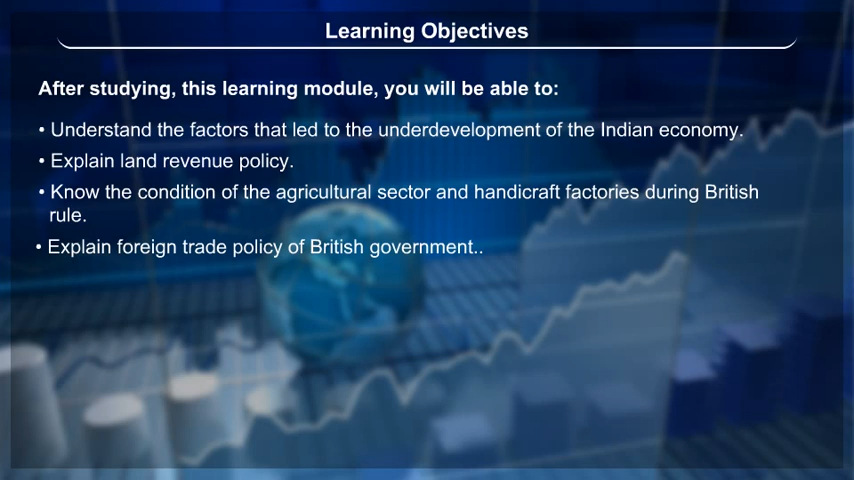 Learning Objectives
After studying, this learning module, you will be able to:
• Understand the factors that led to the underdevelopment of the Indian economy.
• Explain land revenue policy.
• Know the condition of the agricultural sector and handicraft factories during British
rule.
• Explain foreign trade policy of British government..